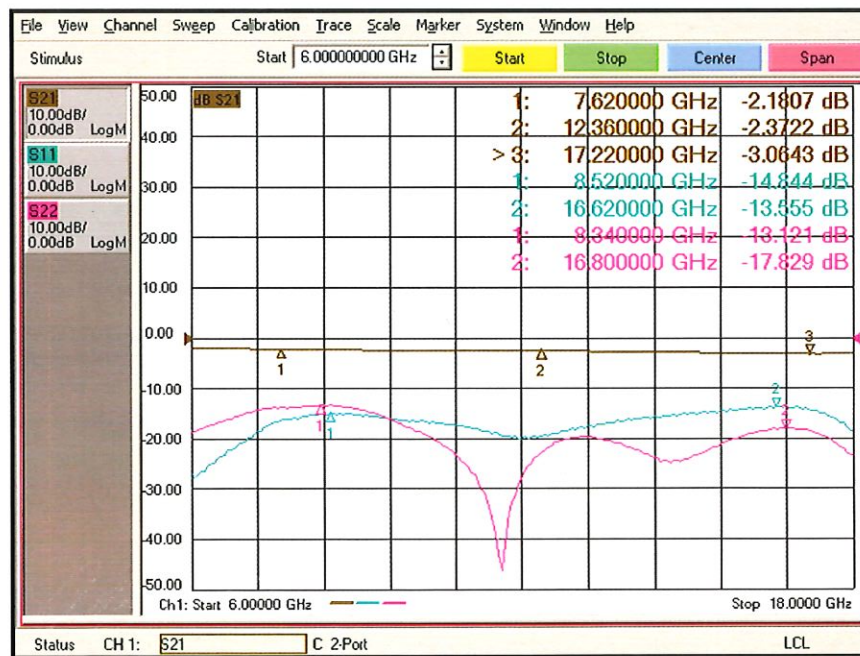 File View Channel Sweep Calibration Trace Scale Marker System Window Help
Stimulus Start 6.000000000 GHz Start Stop Center Span
S21
10.00dB/
0.00dB LogM
S11
10.00dB/
0.00dB LogM
S22
10.00dB/
0.00dB LogM
50.00
40.00
30.00
20.00
10.00
0.00
-10.00
-20.00
-30.00
-40.00
-50.00
dB S21
1: 7.620000 GHz -2.1807 dB
2: 12.360000 GHz -2.3722 dB
> 3: 17.220000 GHz -3.0643 dB
1: 8.520000 GHz -14.844 dB
2: 16.620000 GHz -13.555 dB
1: 8.340000 GHz -13.121 dB
2: 16.800000 GHz -17.829 dB
3
1
2
2
1
1
Ch1: Start 6.00000 GHz
Stop 18.0000 GHz
Status CH 1: S21 C 2-Port LCL